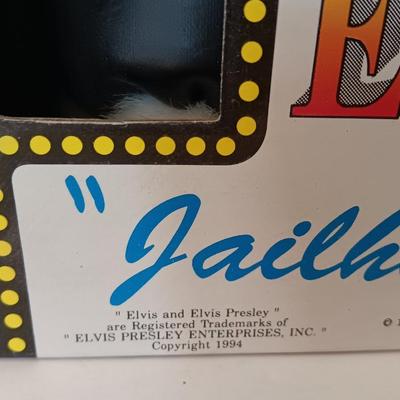 E
" Jailh
" Elvis and Elvis Presley "
are Registered Trademarks of
" ELVIS PRESLEY ENTERPRISES, INC. "
Copyright 1994
©